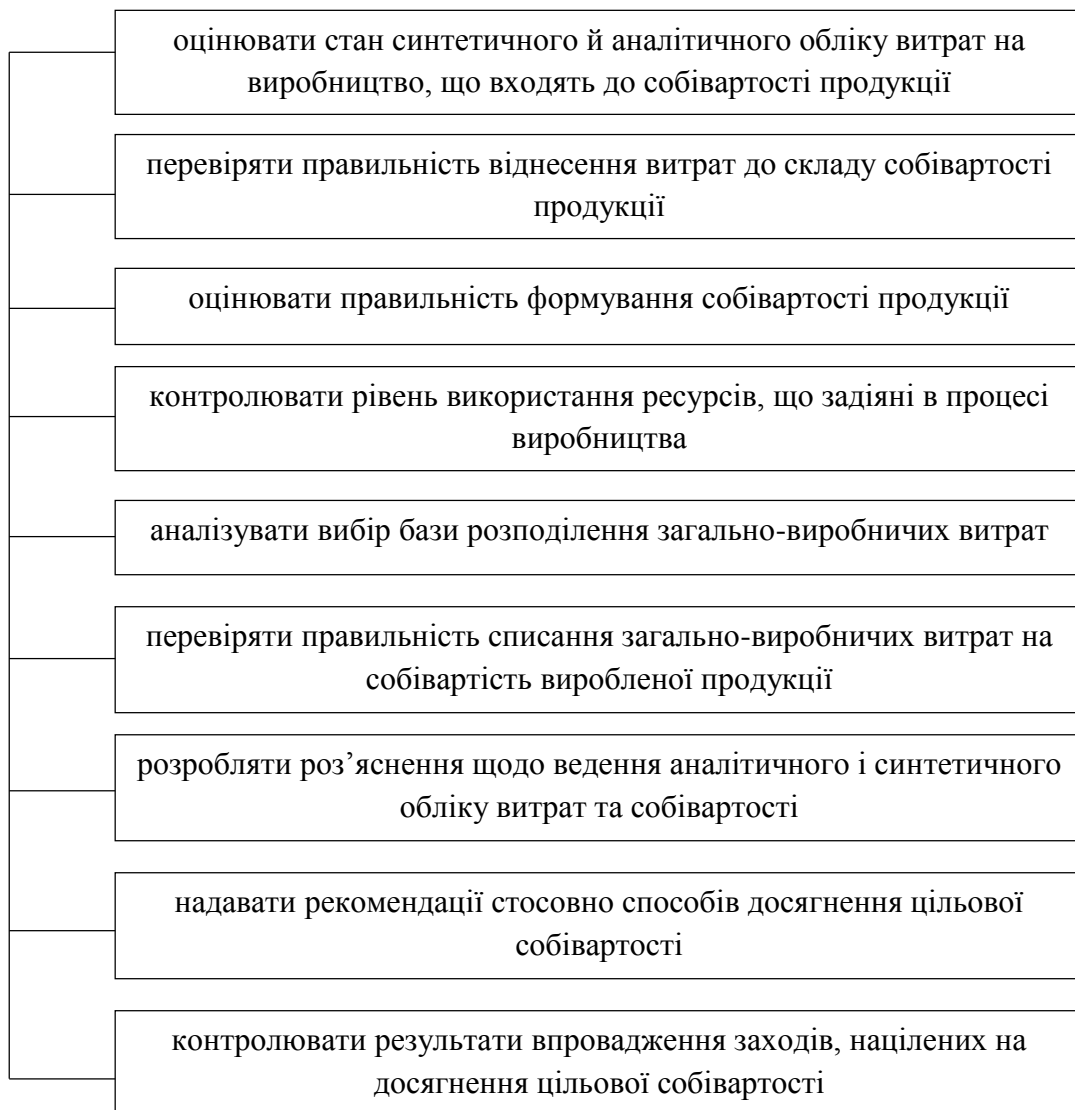 оцінювати стан синтетичного й аналітичного обліку витрат на
виробництво, що входять до собівартості продукції
перевіряти правильність віднесення витрат до складу собівартості
продукції
оцінювати правильність формування собівартості продукції
контролювати рівень використання ресурсів, що задіяні в процесі
виробництва
аналізувати вибір бази розподілення загально-виробничих витрат
перевіряти правильність списання загально-виробничих витрат на
собівартість виробленої продукції
розробляти роз’яснення щодо ведення аналітичного і синтетичного
обліку витрат та собівартості
надавати рекомендації стосовно способів досягнення цільової
собівартості
контролювати результати впровадження заходів, націлених на
досягнення цільової собівартості